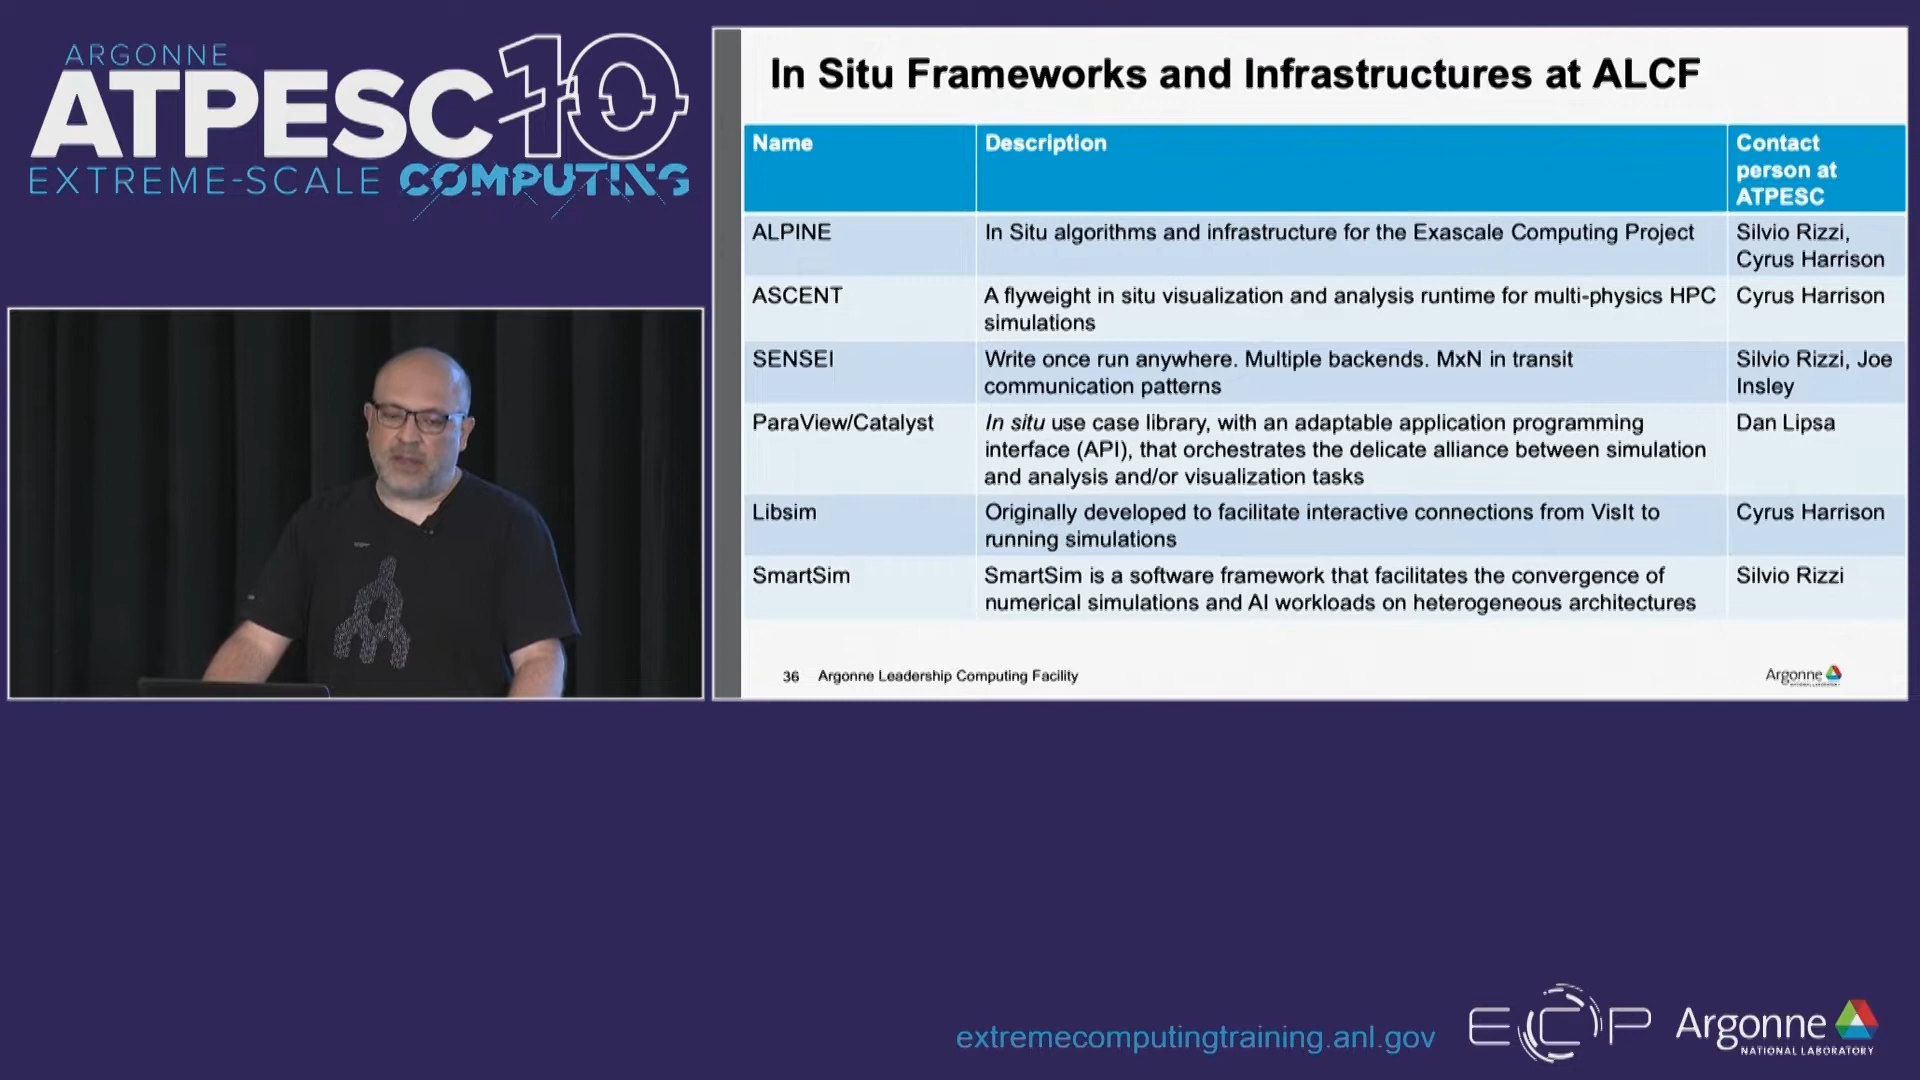 ARGONNE
ATPESC10
EXTREME-SCALE COMPUTING
In Situ Frameworks and Infrastructures at ALCF
Name Description Contact person at ATPESC
ALPINE In Situ algorithms and infrastructure for the Exascale Computing Project Silvio Rizzi,
Cyrus Harrison
ASCENT A flyweight in situ visualization and analysis runtime for multi-physics HPC Cyrus Harrison
simulations
SENSEI Write once run anywhere. Multiple backends. MxN in transit Silvio Rizzi, Joe
communication patterns Insley
ParaView/Catalyst In situ use case library, with an adaptable application programming Dan Lipsa
interface (API), that orchestrates the delicate alliance between simulation
and analysis and/or visualization tasks
Libsim Originally developed to facilitate interactive connections from VisIt to Cyrus Harrison
running simulations
SmartSim SmartSim is a software framework that facilitates the convergence of Silvio Rizzi
numerical simulations and AI workloads on heterogeneous architectures
36 Argonne Leadership Computing Facility Argonne
extremecomputingtraining.anl.gov ECP Argonne
NATIONAL LABORATORY